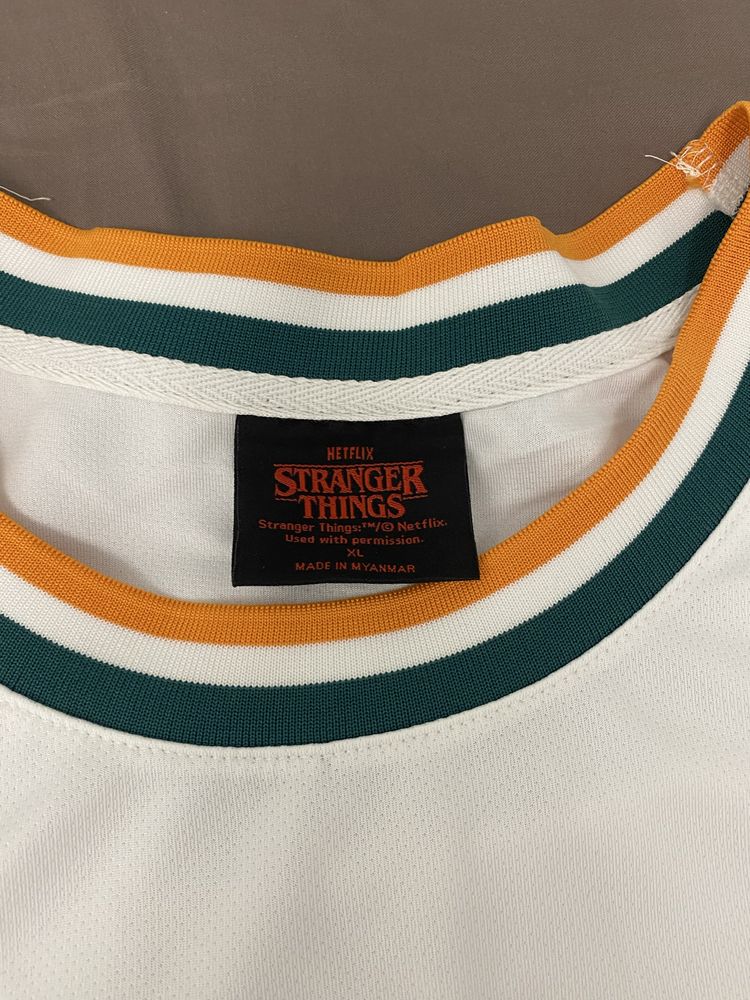 NETFLIX
STRANGER
THINGS
Stranger Things:™/© Netflix.
Used with permission.
XL
MADE IN MYANMAR